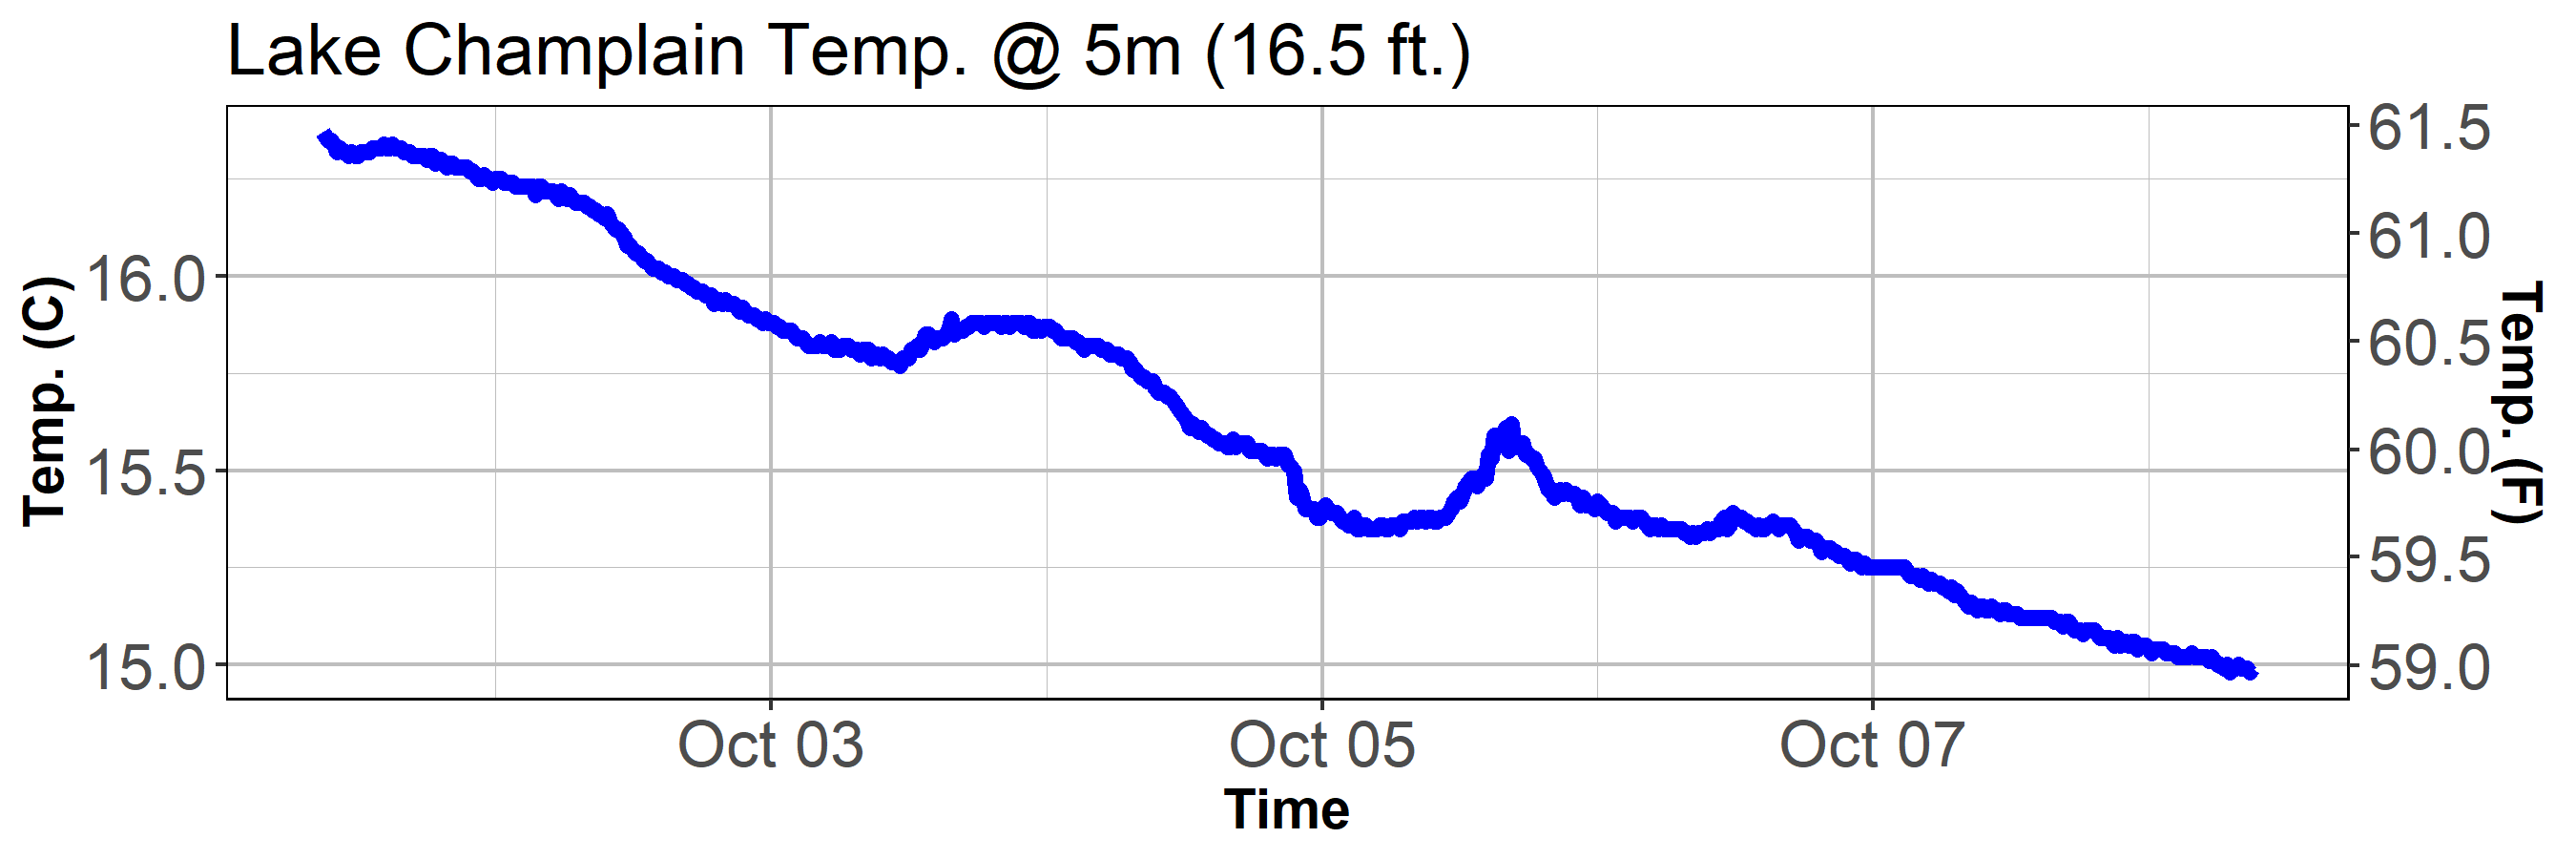 Lake Champlain Temp. @ 5m (16.5 ft.)
Temp. (C)
16.0
15.5
15.0
61.5
61.0
60.5
60.0
59.5
59.0
Temp. (F)
Oct 03 Oct 05 Oct 07
Time